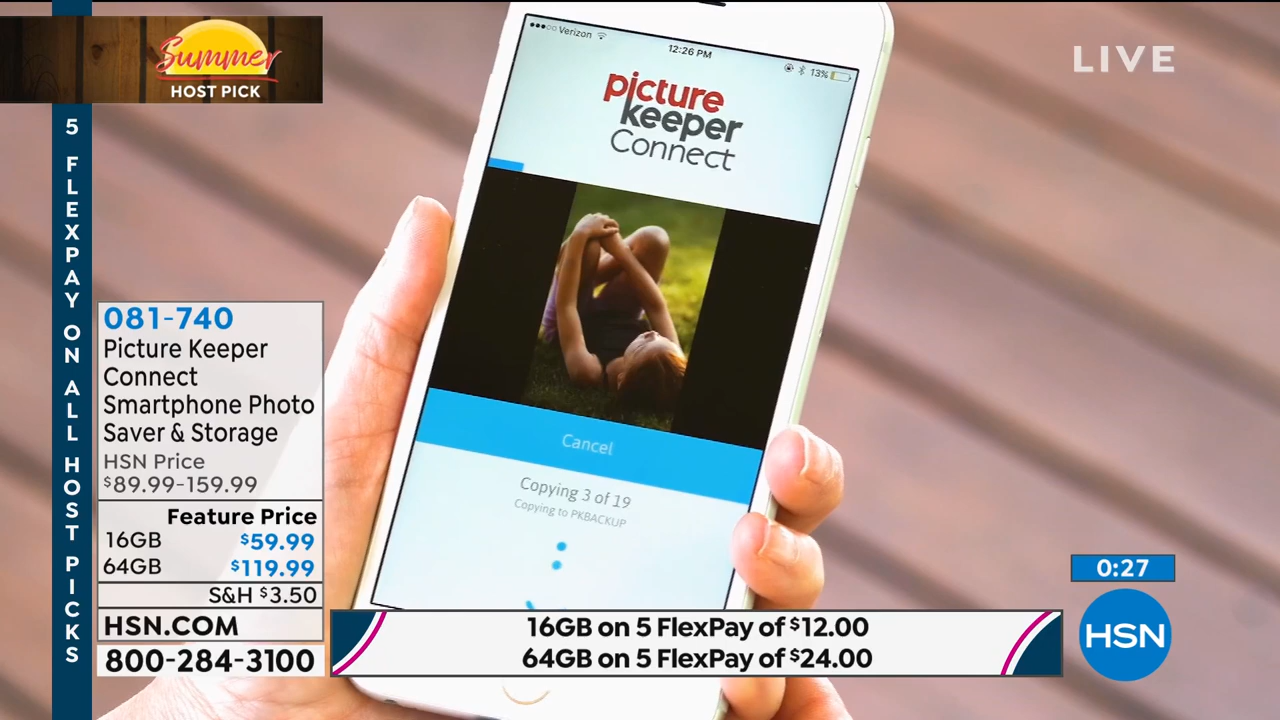 Summer
HOST PICK
5 FLEXPAY ON ALL HOST PICKS
LIVE
Verizon
12:26 PM
13%
picture
keeper
Connect
Cancel
Copying 3 of 19
Copying to PKBACKUP
081-740
Picture Keeper
Connect
Smartphone Photo
Saver & Storage
HSN Price
$89.99-159.99
Feature Price
16GB $59.99
64GB $119.99
S&H $3.50
HSN.COM
800-284-3100
16GB on 5 FlexPay of $12.00
64GB on 5 FlexPay of $24.00
0:27
HSN